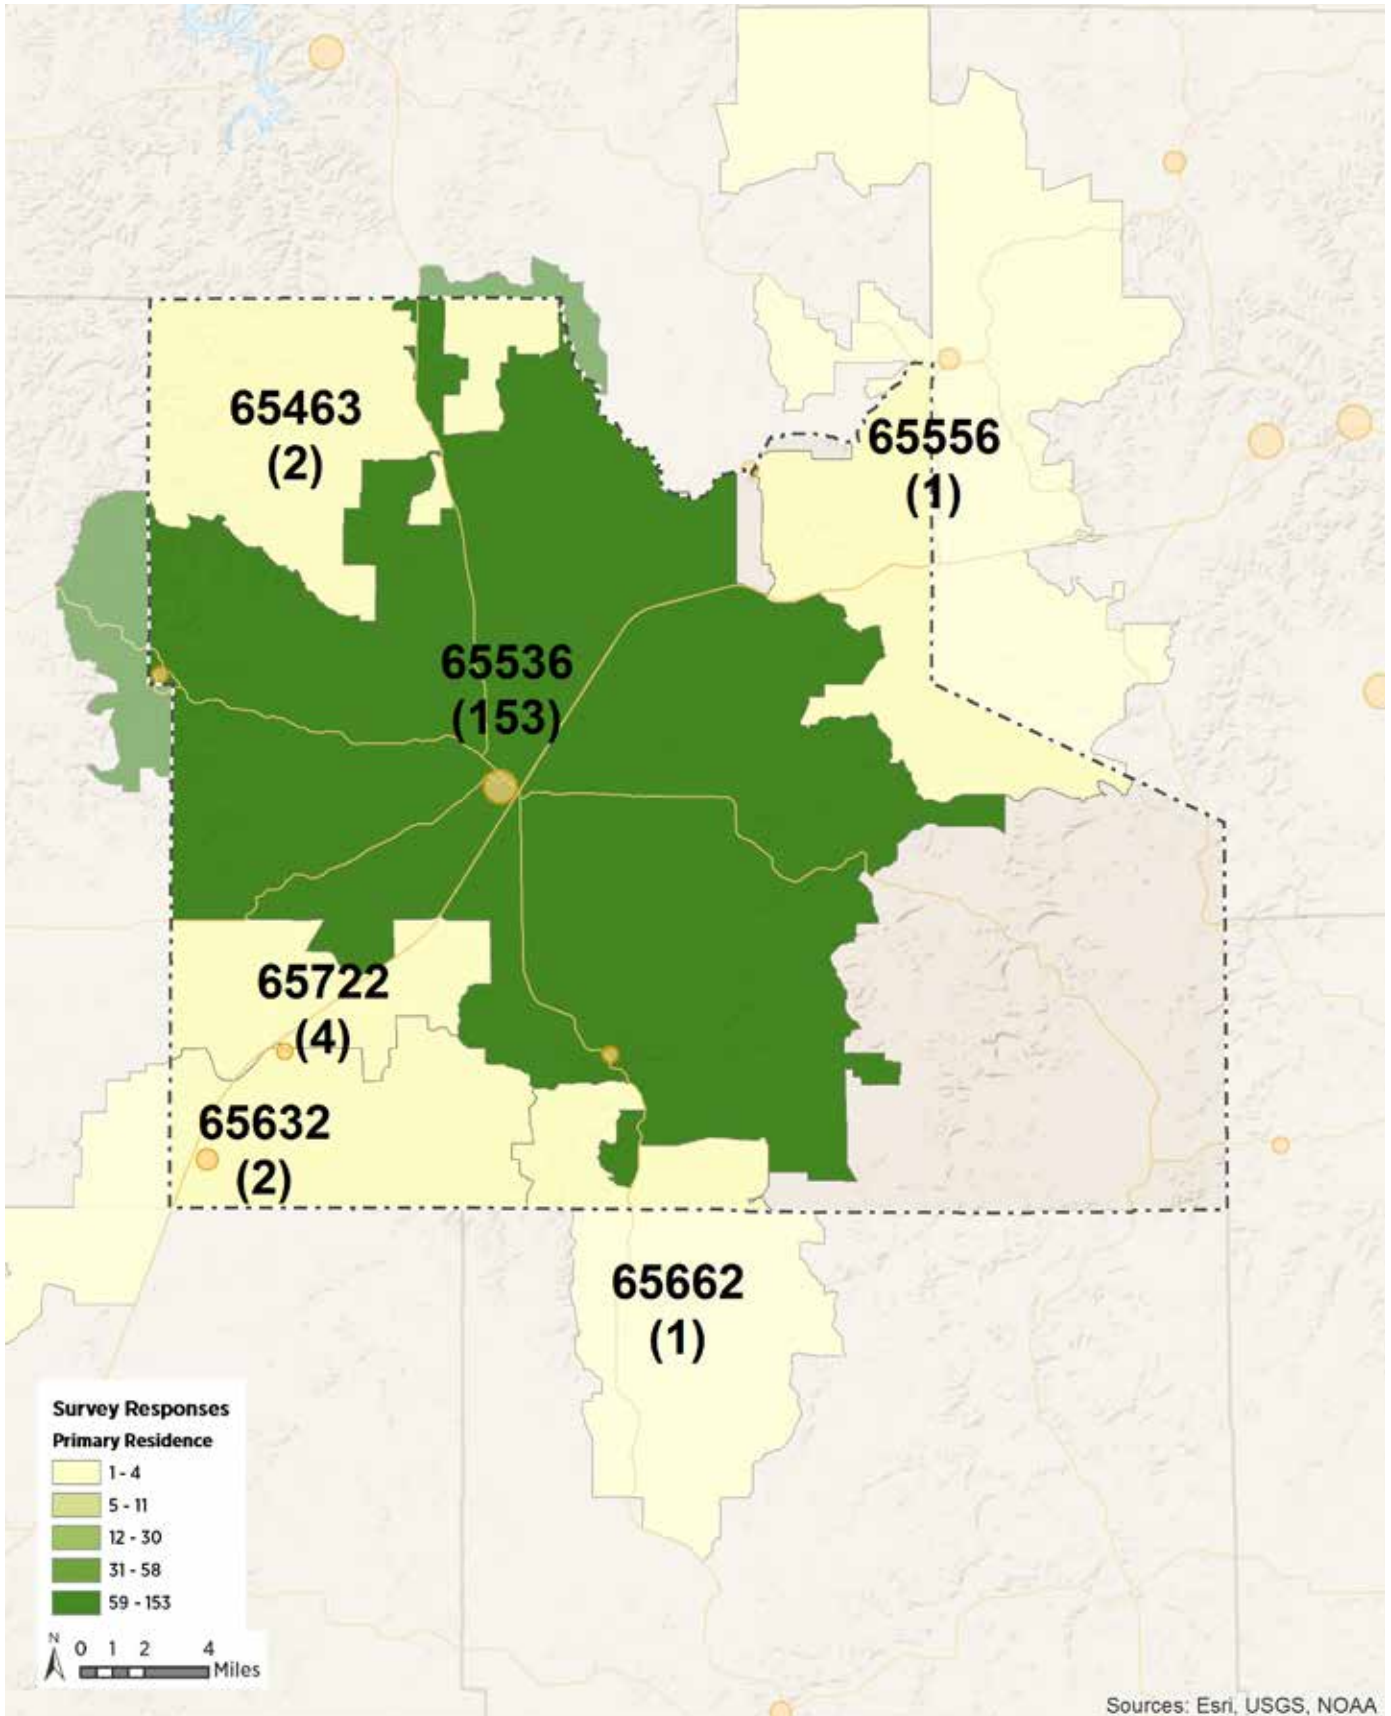 65463
(2)
65556
(1)
65536
(153)
65722
(4)
65632
(2)
65662
(1)
Survey Responses
Primary Residence
1 - 4
5 - 11
12 - 30
31 - 58
59 - 153
N
0 1 2 4
Miles
Sources: Esri, USGS, NOAA